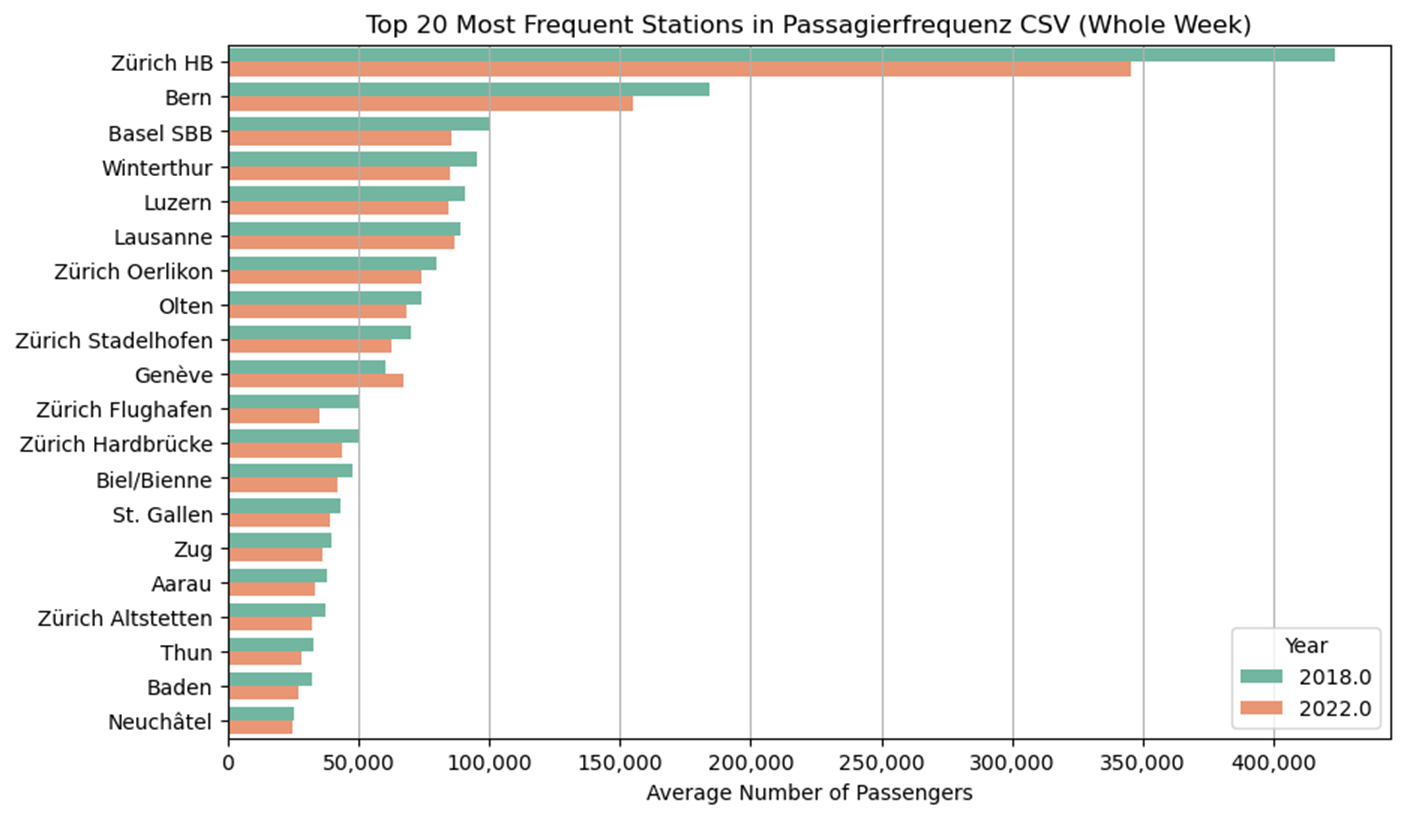 Top 20 Most Frequent Stations in Passagierfrequenz CSV (Whole Week)
Zürich HB
Bern
Basel SBB
Winterthur
Luzern
Lausanne
Zürich Oerlikon
Olten
Zürich Stadelhofen
Genève
Zürich Flughafen
Zürich Hardbrücke
Biel/Bienne
St. Gallen
Zug
Aarau
Zürich Altstetten
Thun
Baden
Neuchâtel
Year
2018.0
2022.0
0 50,000 100,000 150,000 200,000 250,000 300,000 350,000 400,000
Average Number of Passengers